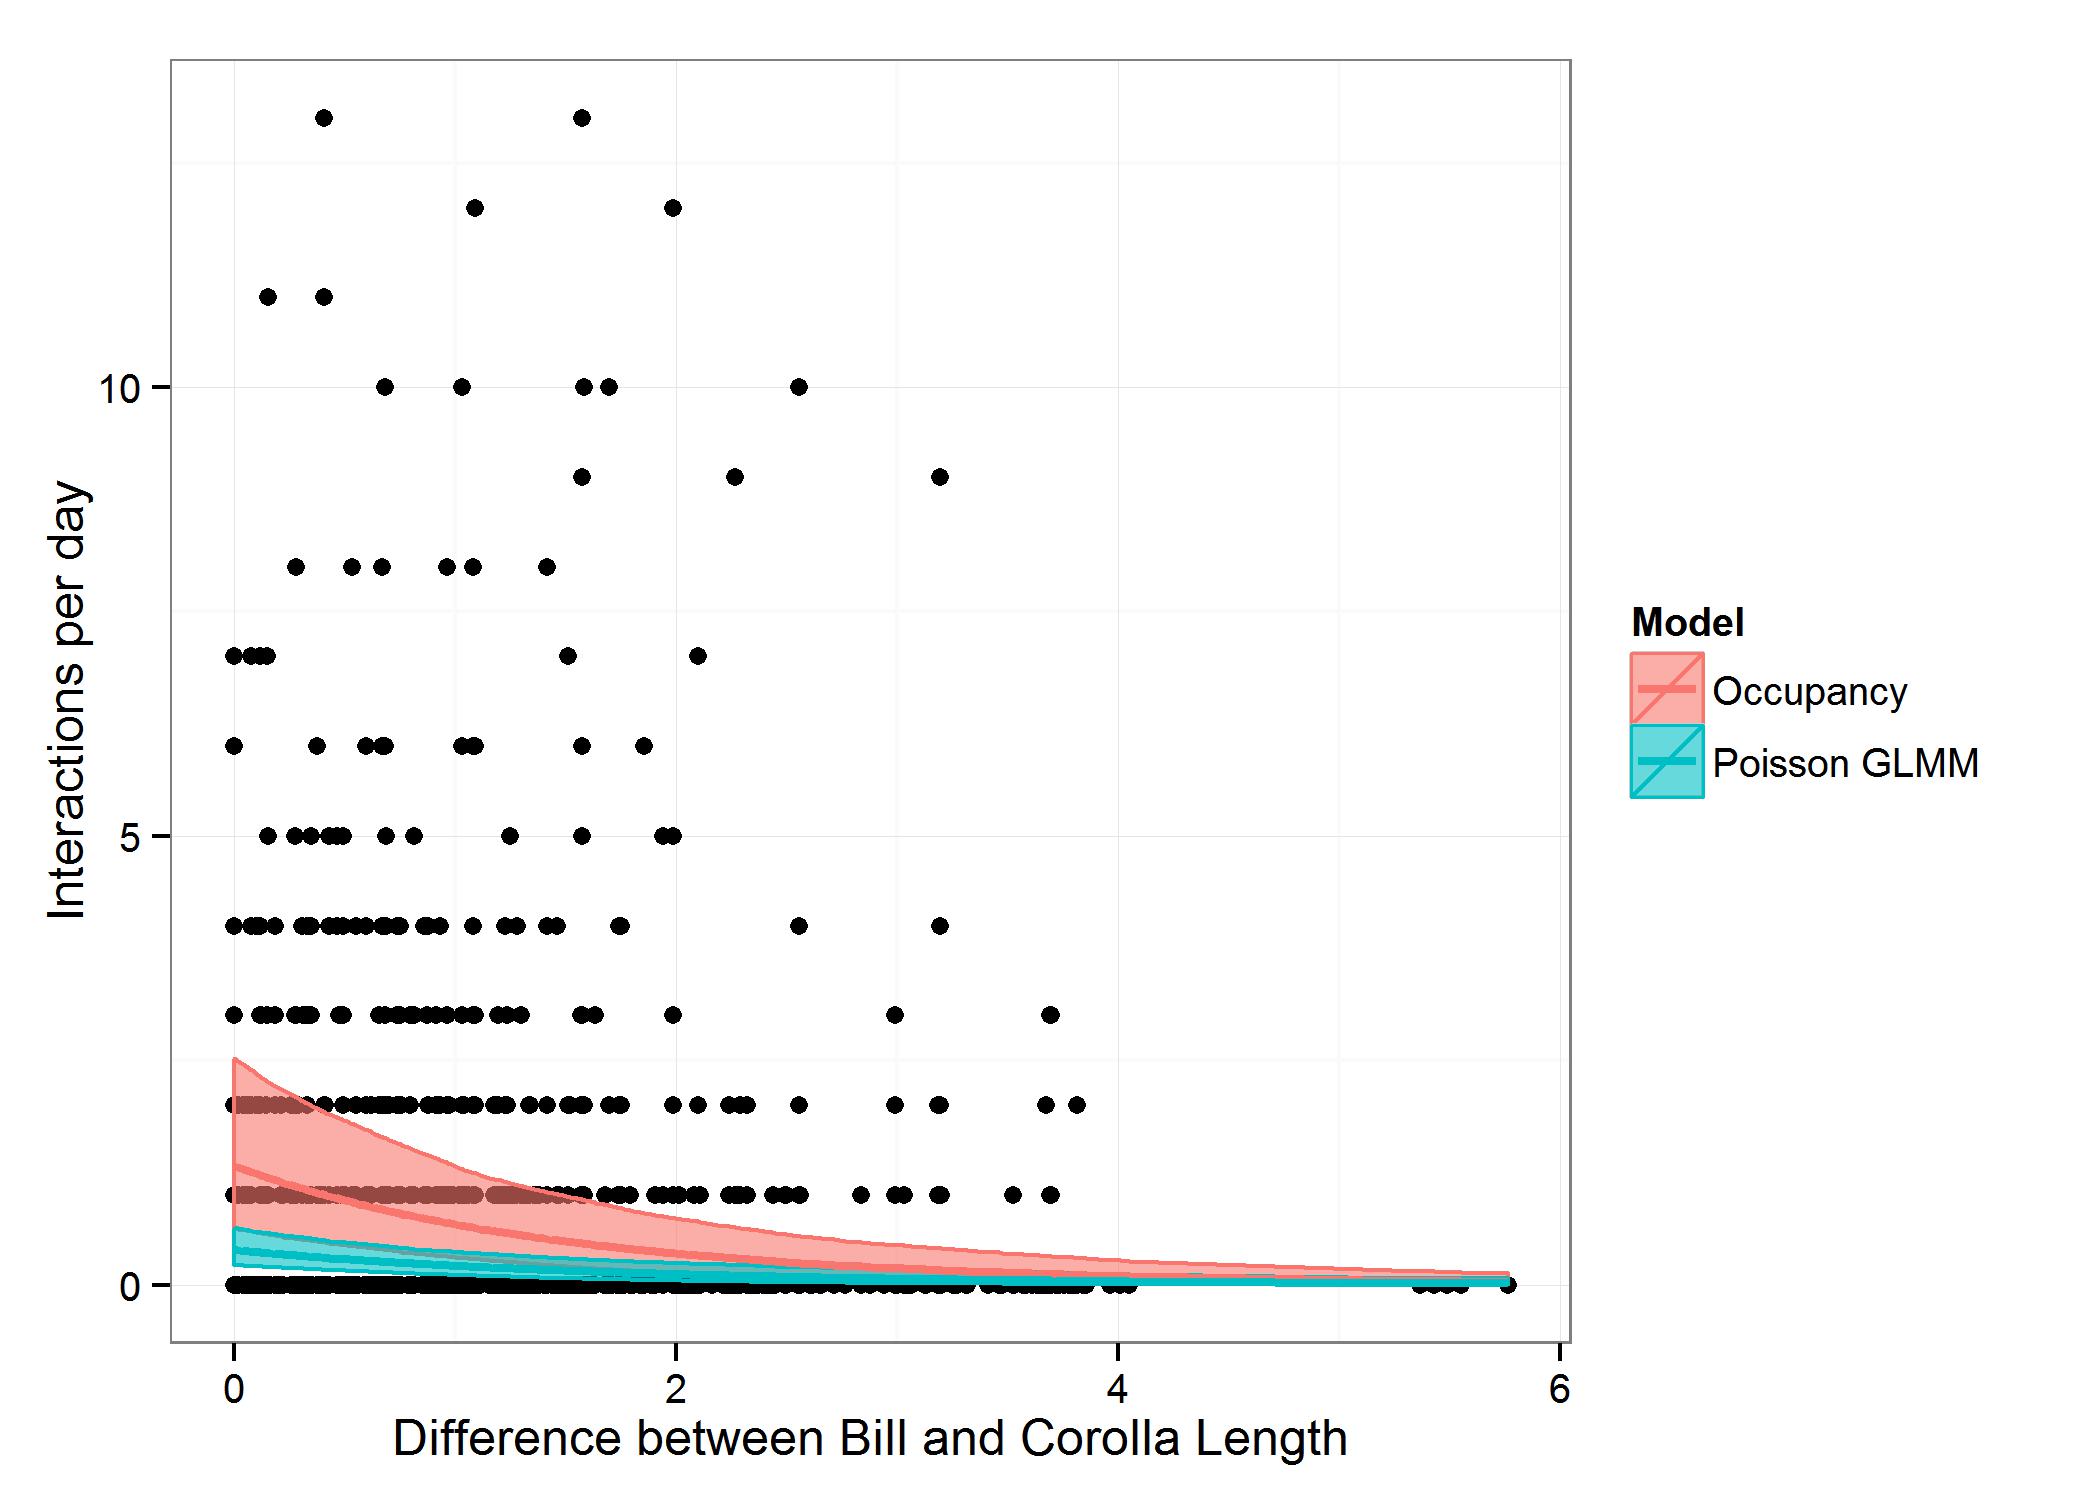 Interactions per day
10
5
0
0
2
4
6
Difference between Bill and Corolla Length
Model
Occupancy
Poisson GLMM